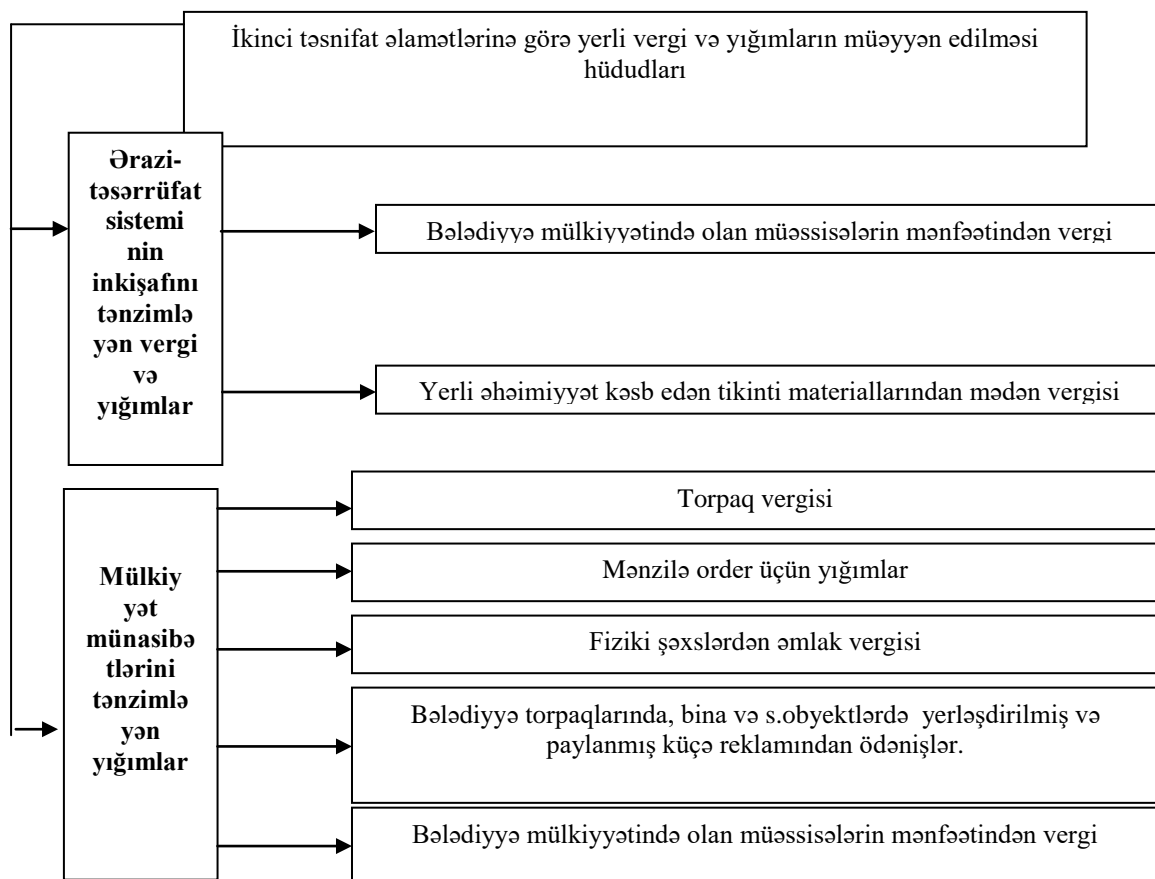 İkinci təsnifat əlamətlərinə görə yerli vergi və yığımların müəyyən edilməsi
hüdudları
Ərazi-
təsərrüfat
sistemi
nin
inkişafını
tənzimlə
yən vergi
və
yığımlar
Bələdiyyə mülkiyyətində olan müəssisələrin mənfəətindən vergi
Yerli əhəimiyyət kəsb edən tikinti materiallarından mədən vergisi
Mülkiy
yət
münasibə
tlərini
tənzimlə
yən
yığımlar
Torpaq vergisi
Mənzilə order üçün yığımlar
Fiziki şəxslərdən əmlak vergisi
Bələdiyyə torpaqlarında, bina və s.obyektlərdə yerləşdirilmiş və
paylanmış küçə reklamından ödənişlər.
Bələdiyyə mülkiyyətində olan müəssisələrin mənfəətindən vergi